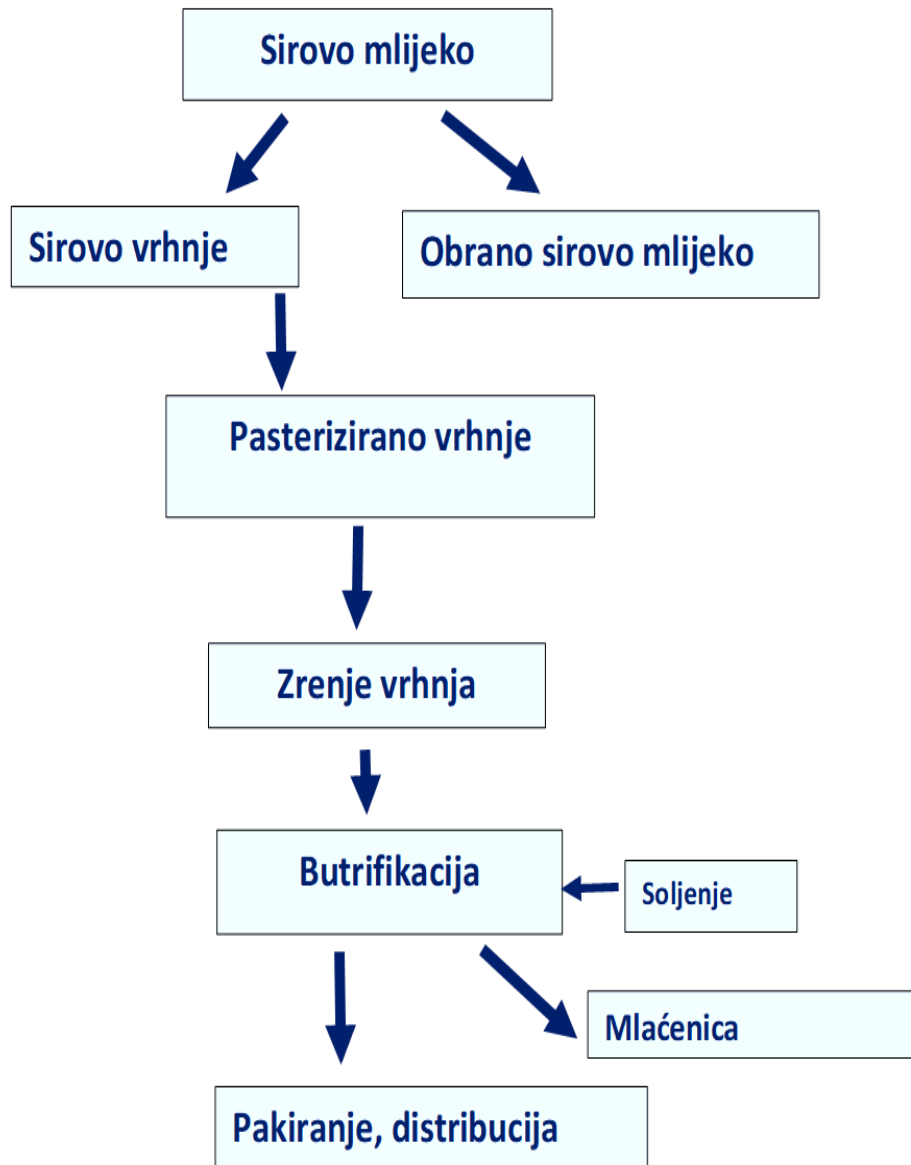 Sirovo mlijeko
Sirovo vrhnje
Obrano sirovo mlijeko
Pasterizirano vrhnje
Zrenje vrhnja
Butrifikacija
Soljenje
Mlaćenica
Pakiranje, distribucija